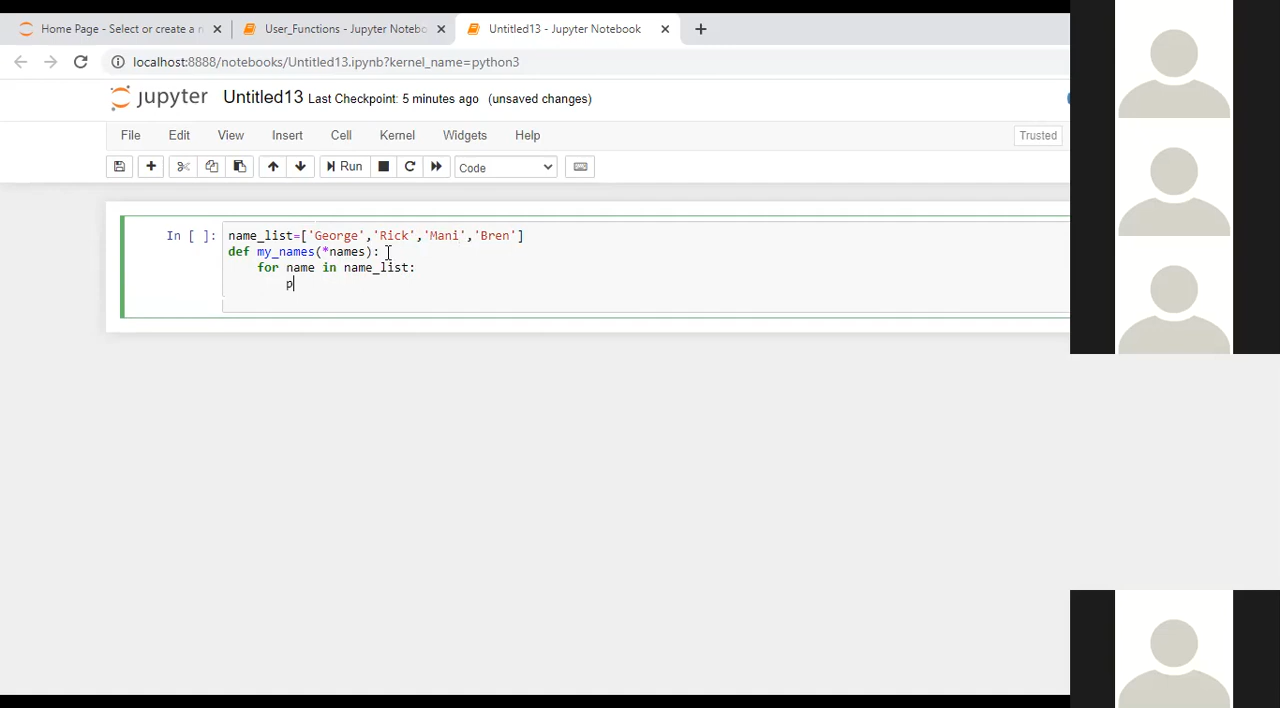 Home Page - Select or create a n
User_Functions - Jupyter Notebo
Untitled13 - Jupyter Notebook
localhost:8888/notebooks/Untitled13.ipynb?kernel_name=python3
jupyter Untitled13 Last Checkpoint: 5 minutes ago (unsaved changes)
File Edit View Insert Cell Kernel Widgets Help Trusted
Run Code
In [ ]: name_list=['George','Rick','Mani','Bren']
def my_names(*names):
for name in name_list:
p